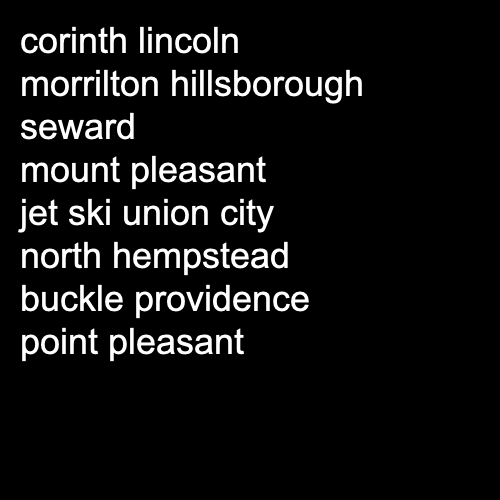 corinth lincoln
morrilton hillsborough
seward
mount pleasant
jet ski union city
north hempstead
buckle providence
point pleasant